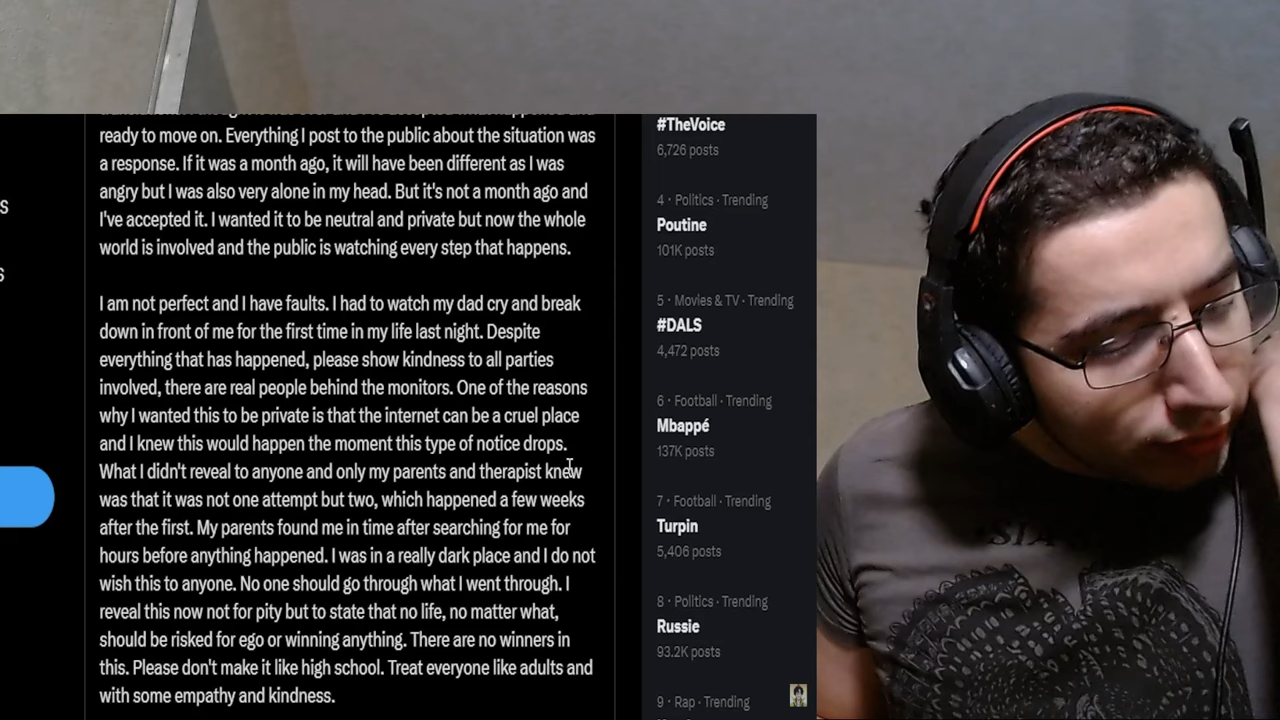 ready to move on. Everything I post to the public about the situation was
a response. If it was a month ago, it will have been different as I was
angry but I was also very alone in my head. But it's not a month ago and
I've accepted it. I wanted it to be neutral and private but now the whole
world is involved and the public is watching every step that happens.
I am not perfect and I have faults. I had to watch my dad cry and break
down in front of me for the first time in my life last night. Despite
everything that has happened, please show kindness to all parties
involved, there are real people behind the monitors. One of the reasons
why I wanted this to be private is that the internet can be a cruel place
and I knew this would happen the moment this type of notice drops.
What I didn't reveal to anyone and only my parents and therapist knew
was that it was not one attempt but two, which happened a few weeks
after the first. My parents found me in time after searching for me for
hours before anything happened. I was in a really dark place and I do not
wish this to anyone. No one should go through what I went through. I
reveal this now not for pity but to state that no life, no matter what,
should be risked for ego or winning anything. There are no winners in
this. Please don't make it like high school. Treat everyone like adults and
with some empathy and kindness.
S
S
#TheVoice
6,726 posts
4 · Politics · Trending
Poutine
101K posts
5 · Movies & TV · Trending
#DALS
4,472 posts
6 · Football · Trending
Mbappé
137K posts
7 · Football · Trending
Turpin
5,406 posts
8 · Politics · Trending
Russie
93.2K posts
9 · Rap · Trending